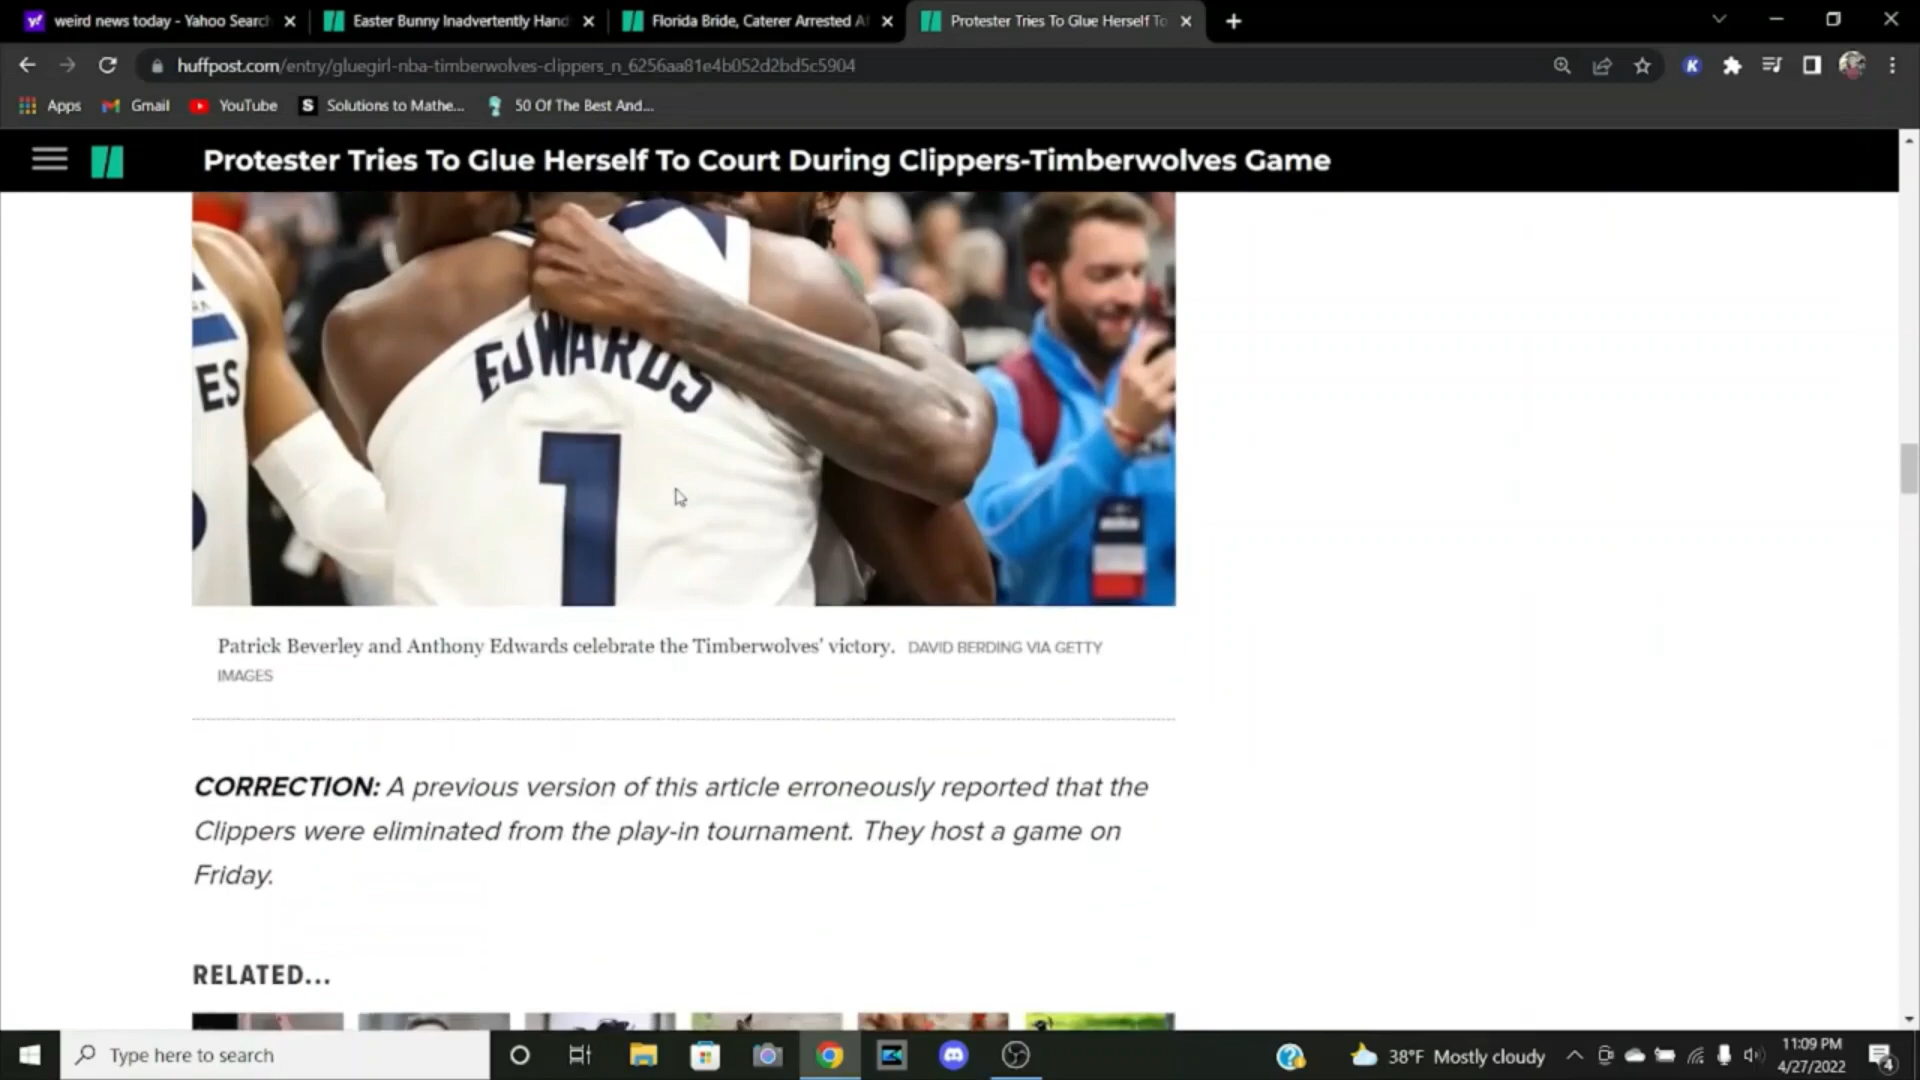 weird news today - Yahoo Search
Easter Bunny Inadvertently Hand
Florida Bride, Caterer Arrested Af
Protester Tries To Glue Herself To
huffpost.com/entry/gluegirl-nba-timberwolves-clippers_n_6256aa81e4b052d2bd5c5904
K
Apps
Gmail
YouTube
S
Solutions to Mathe...
50 Of The Best And...
Protester Tries To Glue Herself To Court During Clippers-Timberwolves Game
ES
EDWARDS
1
Patrick Beverley and Anthony Edwards celebrate the Timberwolves' victory. DAVID BERDING VIA GETTY
IMAGES
CORRECTION: A previous version of this article erroneously reported that the
Clippers were eliminated from the play-in tournament. They host a game on
Friday.
RELATED...
Type here to search
38°F Mostly cloudy
11:09 PM
4/27/2022
4